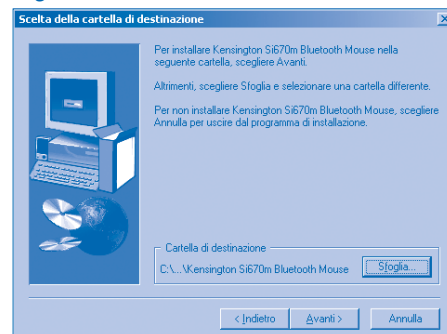 Scelta della cartella di destinazione
Per installare Kensington Si670m Bluetooth Mouse nella
seguente cartella, scegliere Avanti.
Altrimenti, scegliere Sfoglia e selezionare una cartella differente.
Per non installare Kensington Si670m Bluetooth Mouse, scegliere
Annulla per uscire dal programma di installazione.
Cartella di destinazione
C:\...\Kensington Si670m Bluetooth Mouse
Sfoglia...
< Indietro
Avanti >
Annulla